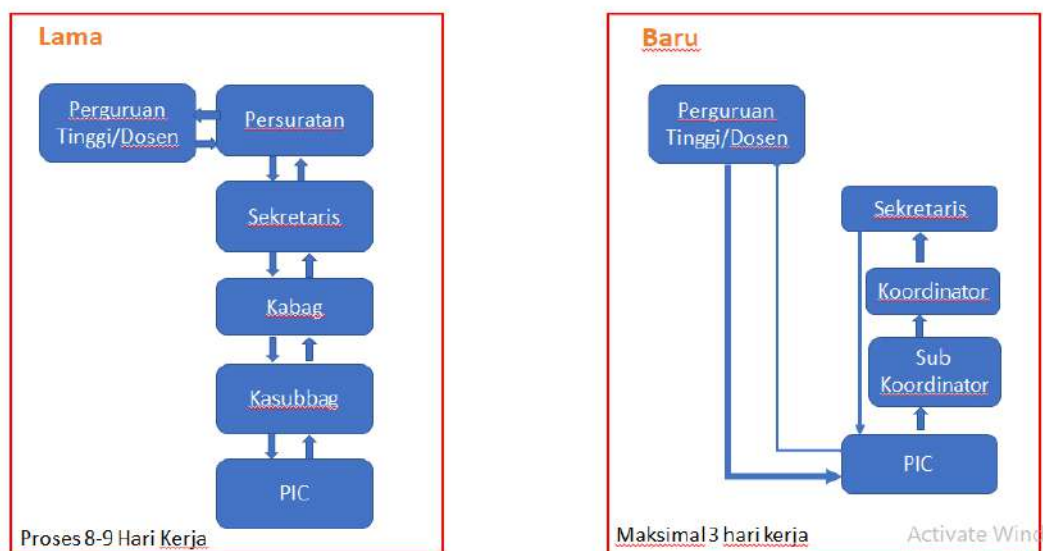 Lama
Perguruan
Tinggi/Dosen
Persuratan
Sekretaris
Kabag
Kasubbag
PIC
Proses 8-9 Hari Kerja
Baru
Perguruan
Tinggi/Dosen
Sekretaris
Koordinator
Sub
Koordinator
PIC
Maksimal 3 hari kerja
Activate Wind